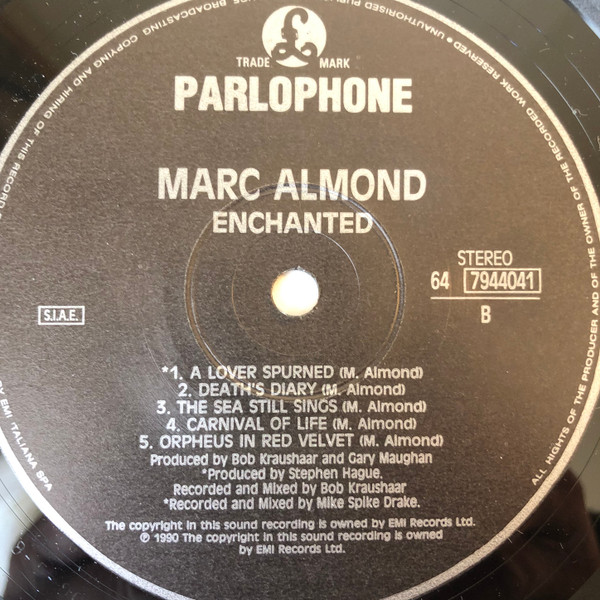 TRADE MARK
PARLOPHONE
MARC ALMOND
ENCHANTED
STEREO
64 7944041
B
S.I.A.E.
*1. A LOVER SPURNED (M. Almond)
2. DEATH'S DIARY (M. Almond)
3. THE SEA STILL SINGS (M. Almond)
4. CARNIVAL OF LIFE (M. Almond)
5. ORPHEUS IN RED VELVET (M. Almond)
Produced by Bob Kraushaar and Gary Maughan
*Produced by Stephen Hague.
Recorded and Mixed by Bob Kraushaar
*Recorded and Mixed by Mike Spike Drake.
The copyright in this sound recording is owned by EMI Records Ltd.
℗ 1990 The copyright in this sound recording is owned
by EMI Records Ltd.
ALL RIGHTS OF THE PRODUCER AND OF THE OWNER OF THE RECORDED WORK RESERVED • UNAUTHORISED
BROADCASTING COPYING AND HIRING OF THIS RECORD
BY EMI ITALIANA SPA